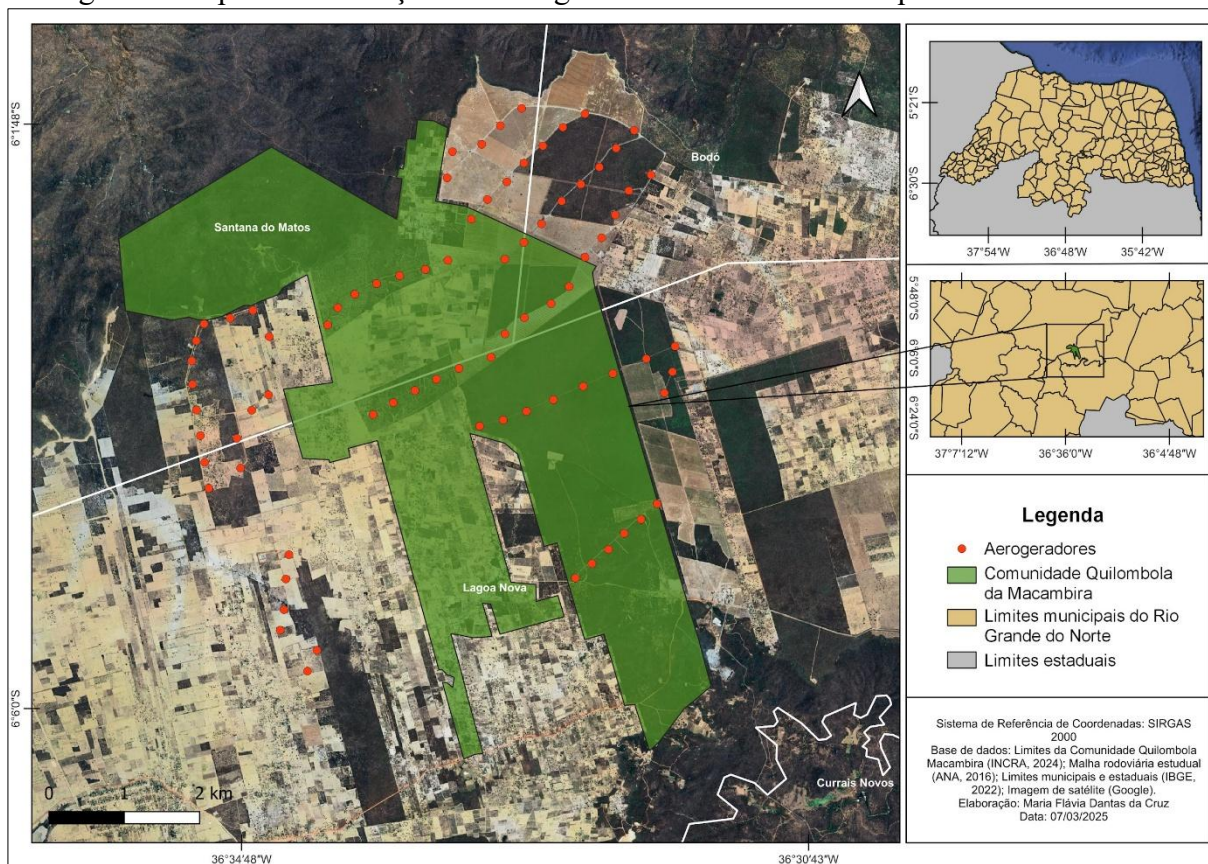 6°1'48"S
6°6'0"S
Santana do Matos
Bodó
Lagoa Nova
Currais Novos
0 1 2 km
36°34'48"W 36°30'43"W
5°21'S
6°30'S
37°54'W 36°48'W 35°42'W
5°48'0"S
6°6'0"S
6°24'0"S
37°7'12"W 36°36'0"W 36°4'48"W
Legenda
Aerogeradores
Comunidade Quilombola
da Macambira
Limites municipais do Rio
Grande do Norte
Limites estaduais
Sistema de Referência de Coordenadas: SIRGAS
2000
Base de dados: Limites da Comunidade Quilombola
Macambira (INCRA, 2024); Malha rodoviária estudual
(ANA, 2016); Limites municipais e estaduais (IBGE,
2022); Imagem de satélite (Google).
Elaboração: Maria Flávia Dantas da Cruz
Data: 07/03/2025